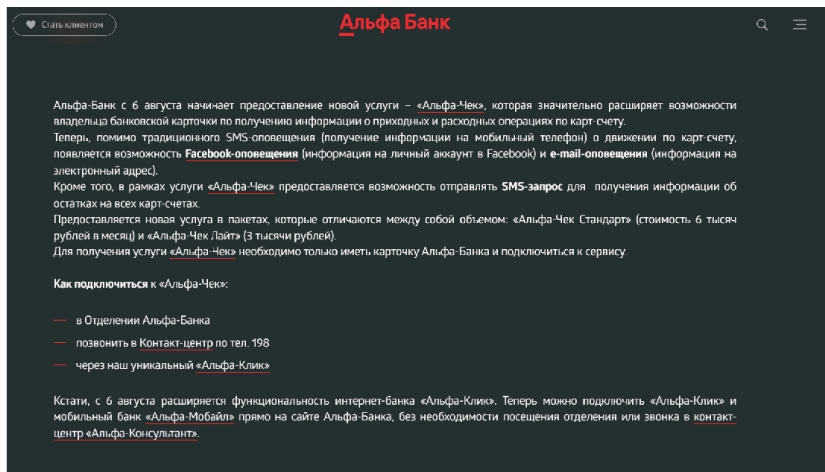 Стать клиентом
Альфа Банк
Альфа-Банк с 6 августа начинает предоставление новой услуги – «Альфа-Чек», которая значительно расширяет возможности
владельца банковской карточки по получению информации о приходных и расходных операциях по карт-счету.
Теперь, помимо традиционного SMS-оповещения (получение информации на мобильный телефон) о движении по карт-счету,
появляется возможность Facebook-оповещения (информация на личный аккаунт в Facebook) и e-mail-оповещения (информация на
электронный адрес).
Кроме того, в рамках услуги «Альфа-Чек» предоставляется возможность отправлять SMS-запрос для получения информации об
остатках на всех карт-счетах.
Предоставляется новая услуга в пакетах, которые отличаются между собой объемом: «Альфа-Чек Стандарт» (стоимость 6 тысяч
рублей в месяц) и «Альфа-Чек Лайт» (3 тысячи рублей).
Для получения услуги «Альфа-Чек» необходимо только иметь карточку Альфа-Банка и подключиться к сервису.
Как подключиться к «Альфа-Чек»:
— в Отделении Альфа-Банка
— позвонить в Контакт-центр по тел. 198
— через наш уникальный «Альфа-Клик»
Кстати, с 6 августа расширяется функциональность интернет-банка «Альфа-Клик». Теперь можно подключить «Альфа-Клик» и
мобильный банк «Альфа-Мобайл» прямо на сайте Альфа-Банка, без необходимости посещения отделения или звонка в контакт-
центр «Альфа-Консультант».